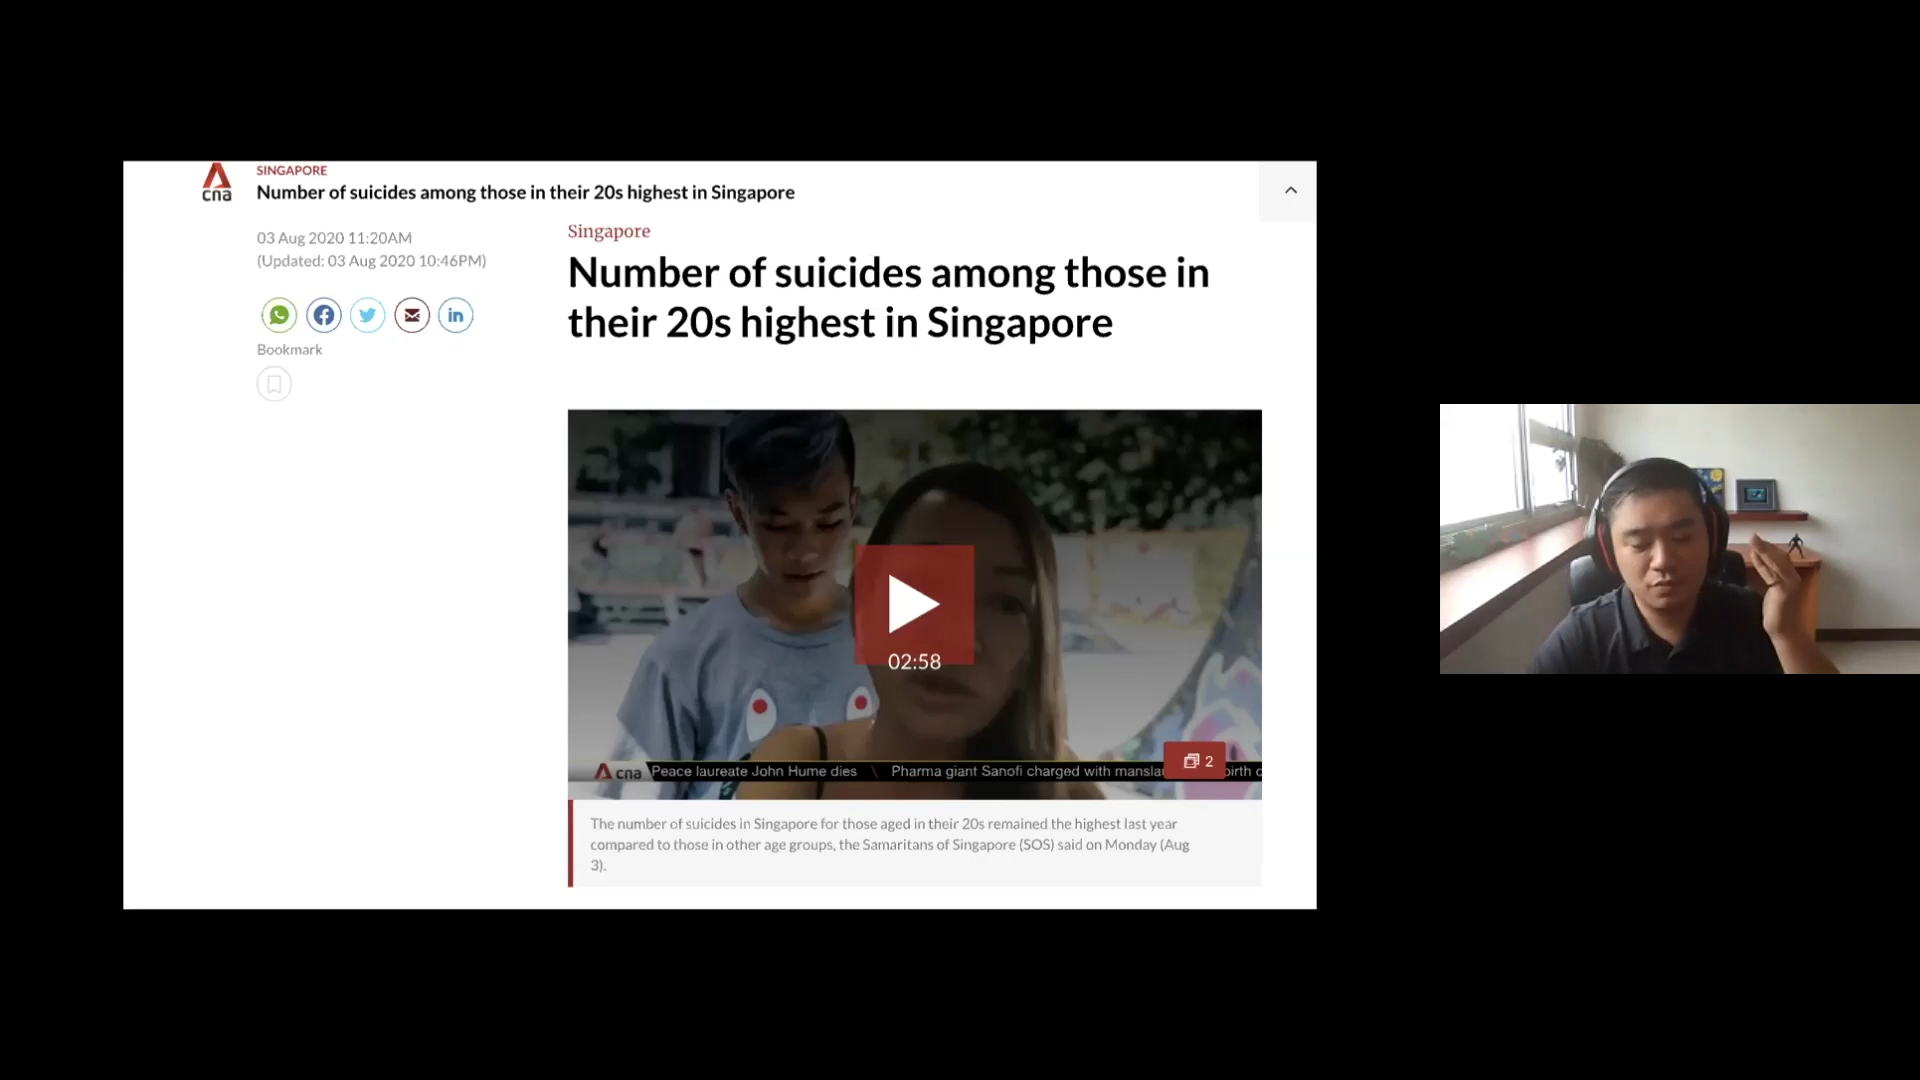 cna
SINGAPORE
Number of suicides among those in their 20s highest in Singapore
03 Aug 2020 11:20AM
(Updated: 03 Aug 2020 10:46PM)
Bookmark
Singapore
Number of suicides among those in
their 20s highest in Singapore
02:58
2
cna Peace laureate John Hume dies \ Pharma giant Sanofi charged with birth
The number of suicides in Singapore for those aged in their 20s remained the highest last year
compared to those in other age groups, the Samaritans of Singapore (SOS) said on Monday (Aug
3).